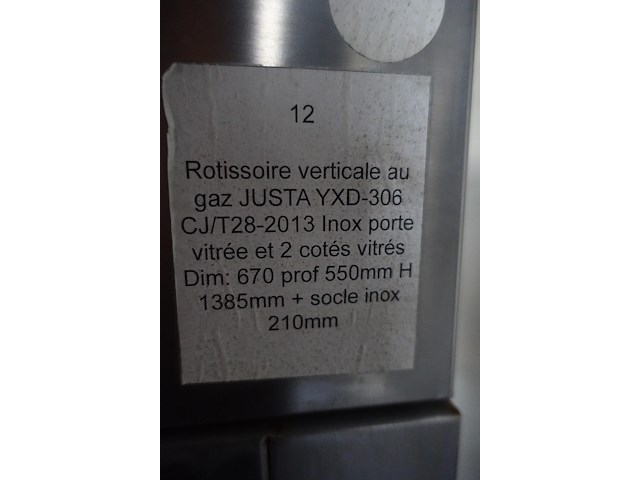 12
Rotissoire verticale au
gaz JUSTA YXD-306
CJ/T28-2013 Inox porte
vitrée et 2 cotés vitrés
Dim: 670 prof 550mm H
1385mm + socle inox
210mm